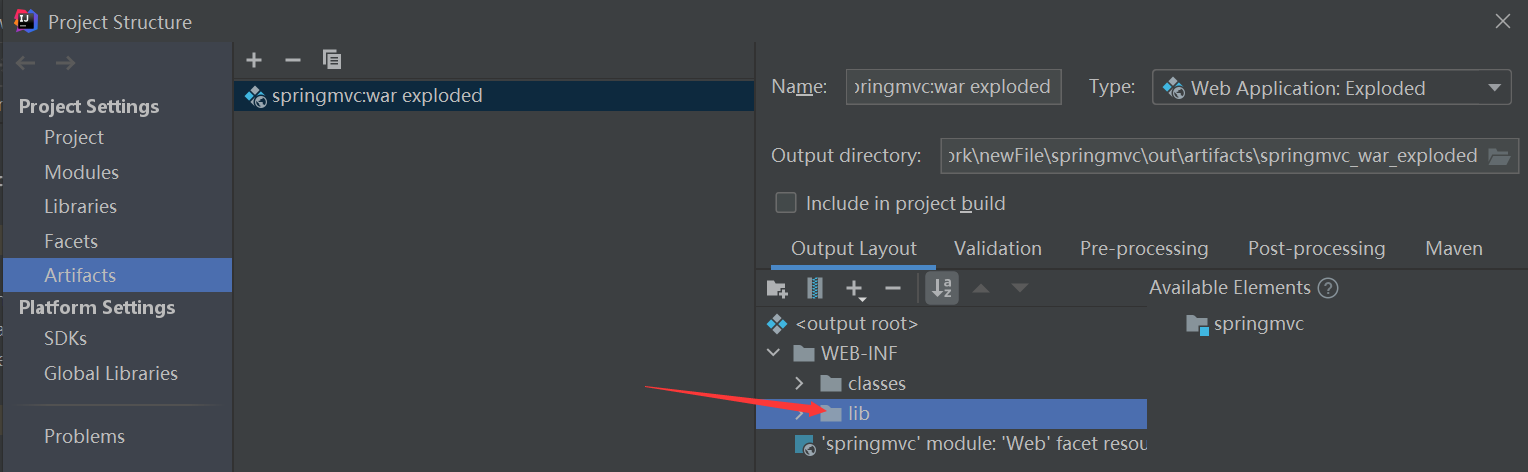 Project Structure
Project Settings
Project
Modules
Libraries
Facets
Artifacts
Platform Settings
SDKs
Global Libraries
Problems
springmvc:war exploded
Name: pringmvc:war exploded Type: Web Application: Exploded
Output directory: ork\newFile\springmvc\out\artifacts\springmvc_war_exploded
Include in project build
Output Layout Validation Pre-processing Post-processing Maven
Available Elements ?
<output root>
WEB-INF
classes
lib
'springmvc' module: 'Web' facet resou
springmvc